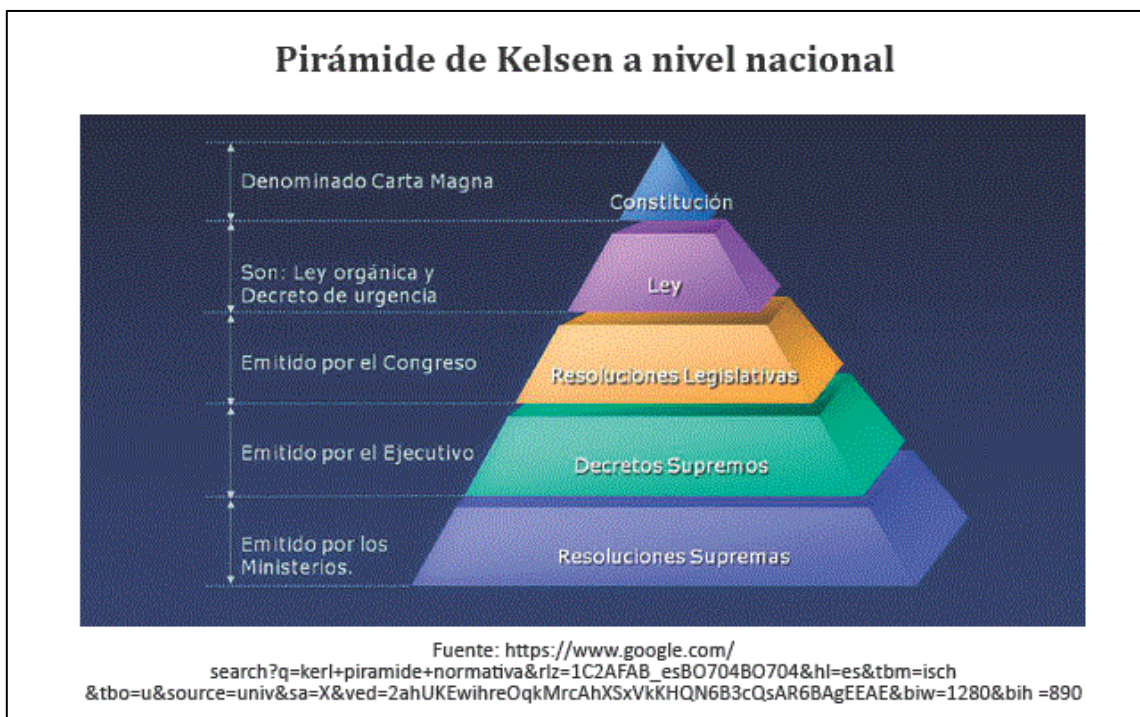 Pirámide de Kelsen a nivel nacional
Denominado Carta Magna
Constitución
Son: Ley orgánica y
Decreto de urgencia
Ley
Emitido por el Congreso
Resoluciones Legislativas
Emitido por el Ejecutivo
Decretos Supremos
Emitido por los
Ministerios.
Resoluciones Supremas
Fuente: https://www.google.com/
search?q=kerl+piramide+normativa&rlz=1C2AFAB_esBO704BO704&hl=es&tbm=isch
&tbo=u&source=univ&sa=X&ved=2ahUKEwihreOqkMrcAhXSxVkKHQN6B3cQsAR6BAgEEAE&biw=1280&bih =890